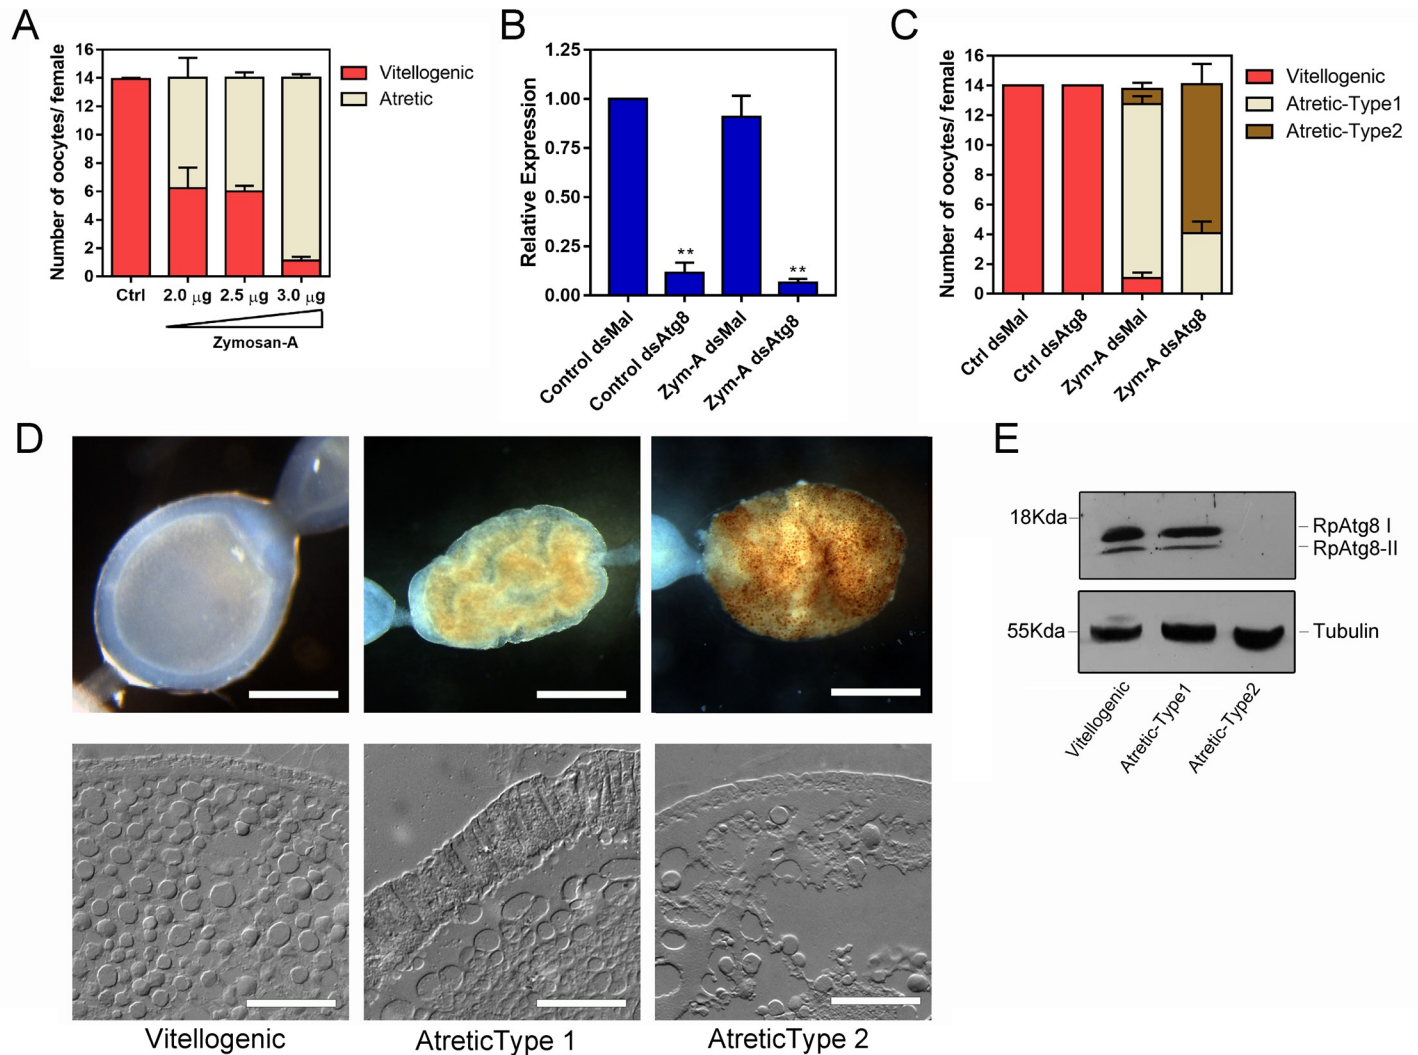 A
Number of oocytes/ female
16
14
12
10
8
6
4
2
0
Ctrl
2.0 µg
2.5 µg
3.0 µg
Zymosan-A
Vitellogenic
Atretic
B
Relative Expression
1.25
1.00
0.75
0.50
0.25
0.00
**
**
Control dsMal
Control dsAtg8
Zym-A dsMal
Zym-A dsAtg8
C
Number of oocytes/ female
16
14
12
10
8
6
4
2
0
Ctrl dsMal
Ctrl dsAtg8
Zym-A dsMal
Zym-A dsAtg8
Vitellogenic
Atretic-Type1
Atretic-Type2
D
Vitellogenic
AtreticType 1
AtreticType 2
E
18Kda
RpAtg8 I
RpAtg8-II
55Kda
Tubulin
Vitellogenic
Atretic-Type1
Atretic-Type2